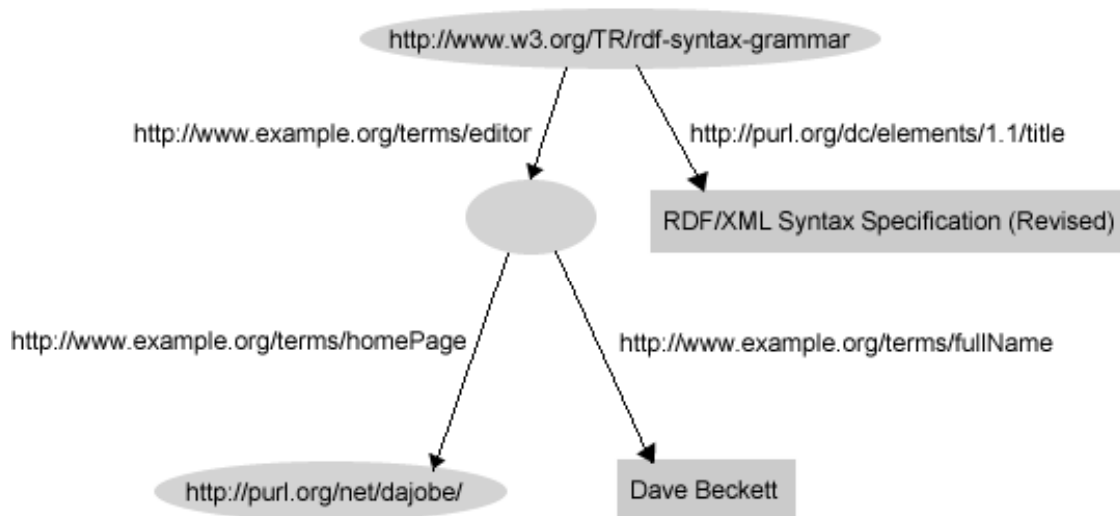 http://www.w3.org/TR/rdf-syntax-grammar
http://www.example.org/terms/editor
http://purl.org/dc/elements/1.1/title
RDF/XML Syntax Specification (Revised)
http://www.example.org/terms/homePage
http://www.example.org/terms/fullName
http://purl.org/net/dajobe/
Dave Beckett